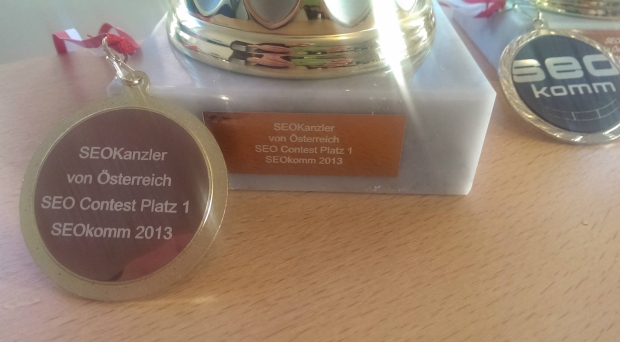 SEOKanzler
von Österreich
SEO Contest Platz 1
SEOkomm 2013
SEOKanzler
von Österreich
SEO Contest Platz 1
SEOkomm 2013
seo
komm